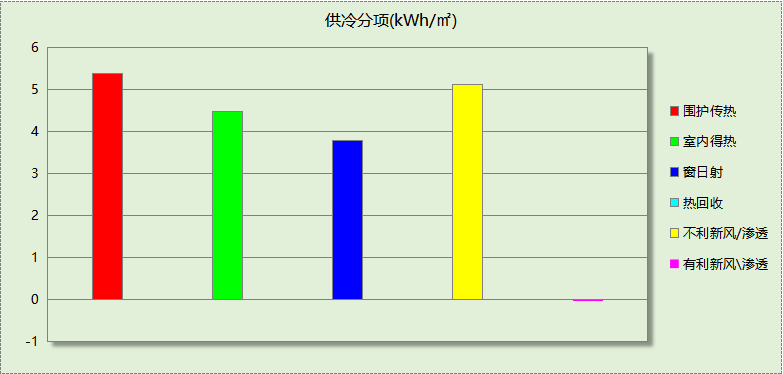 供冷分项(kWh/㎡)
6
5
4
3
2
1
0
-1
围护传热
室内得热
窗日射
热回收
不利新风/渗透
有利新风\渗透